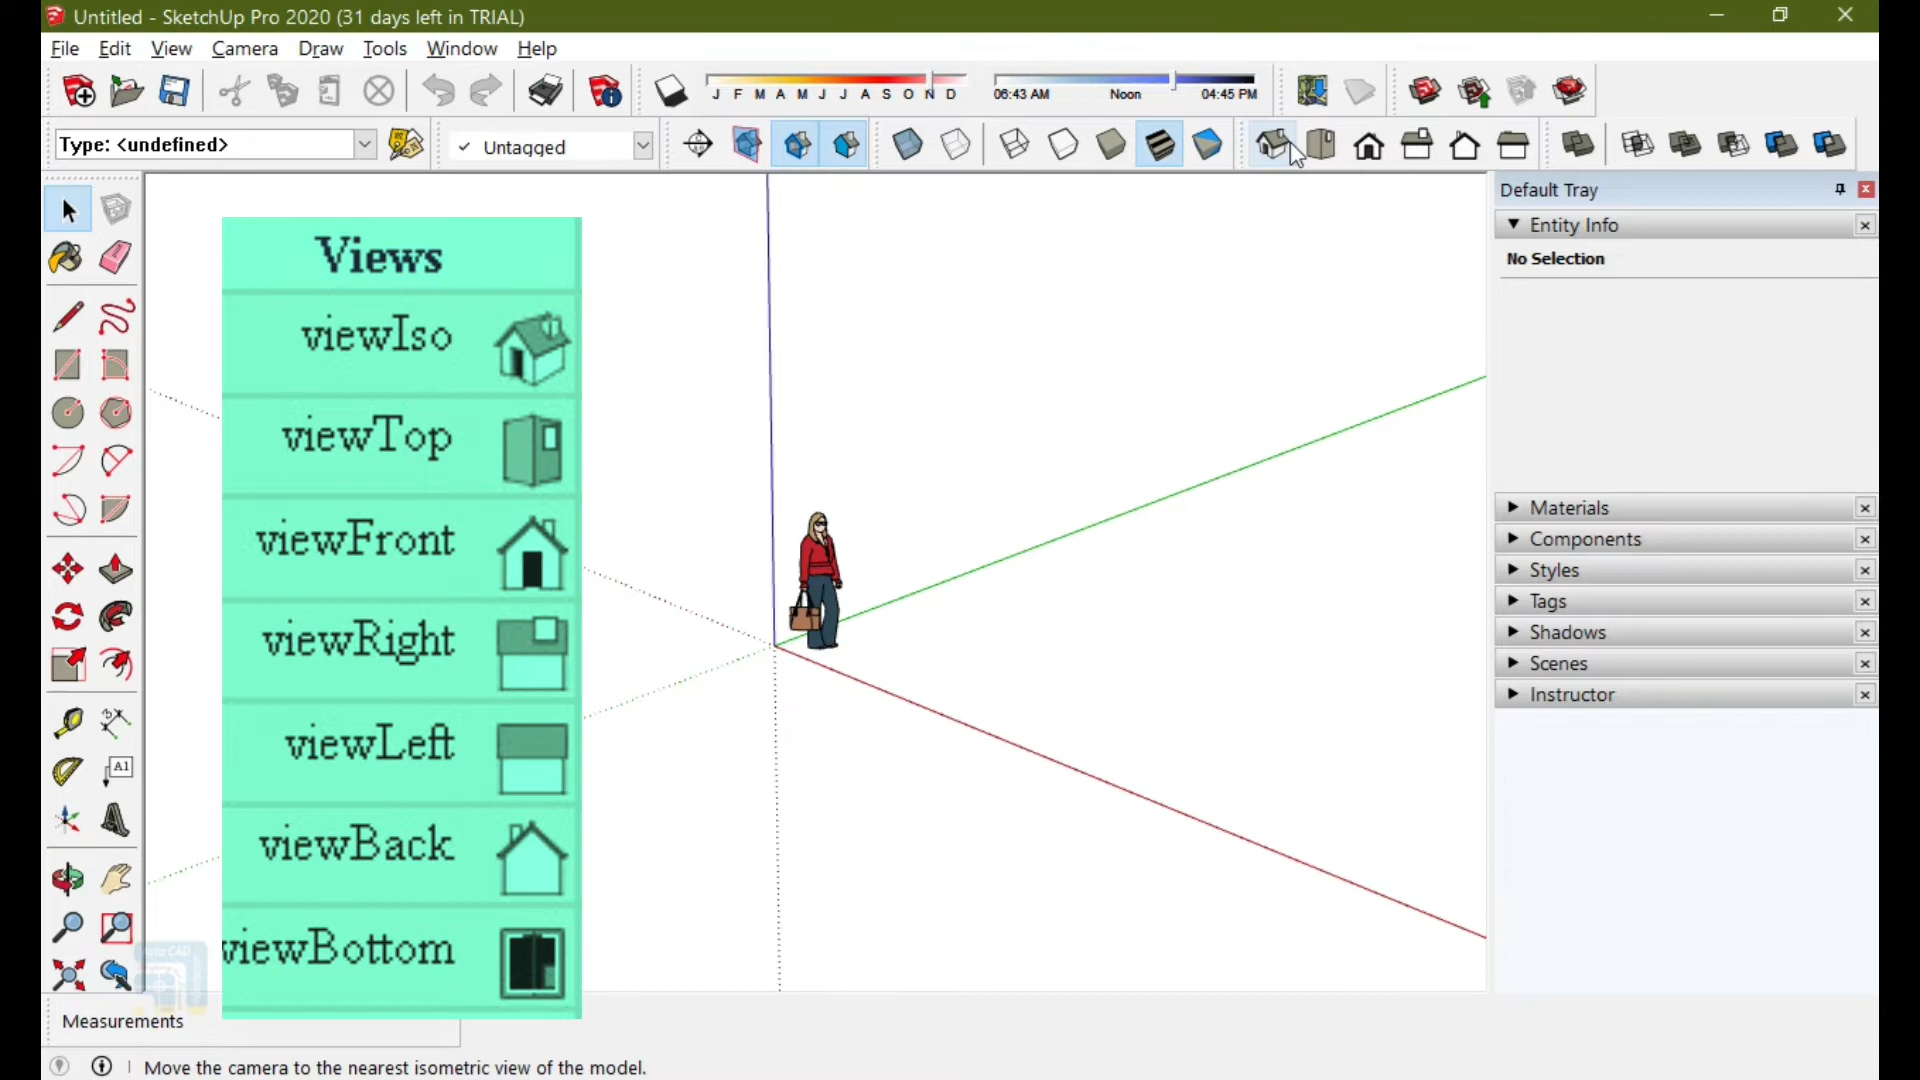 Untitled - SketchUp Pro 2020 (31 days left in TRIAL)
File Edit View Camera Draw Tools Window Help
J F M A M J J A S O N D
06:43 AM Noon 04:45 PM
Type: <undefined>
Untagged
Default Tray
Entity Info
No Selection
Views
viewIso
viewTop
viewFront
viewRight
viewLeft
viewBack
viewBottom
Materials
Components
Styles
Tags
Shadows
Scenes
Instructor
A1
Measurements
Move the camera to the nearest isometric view of the model.